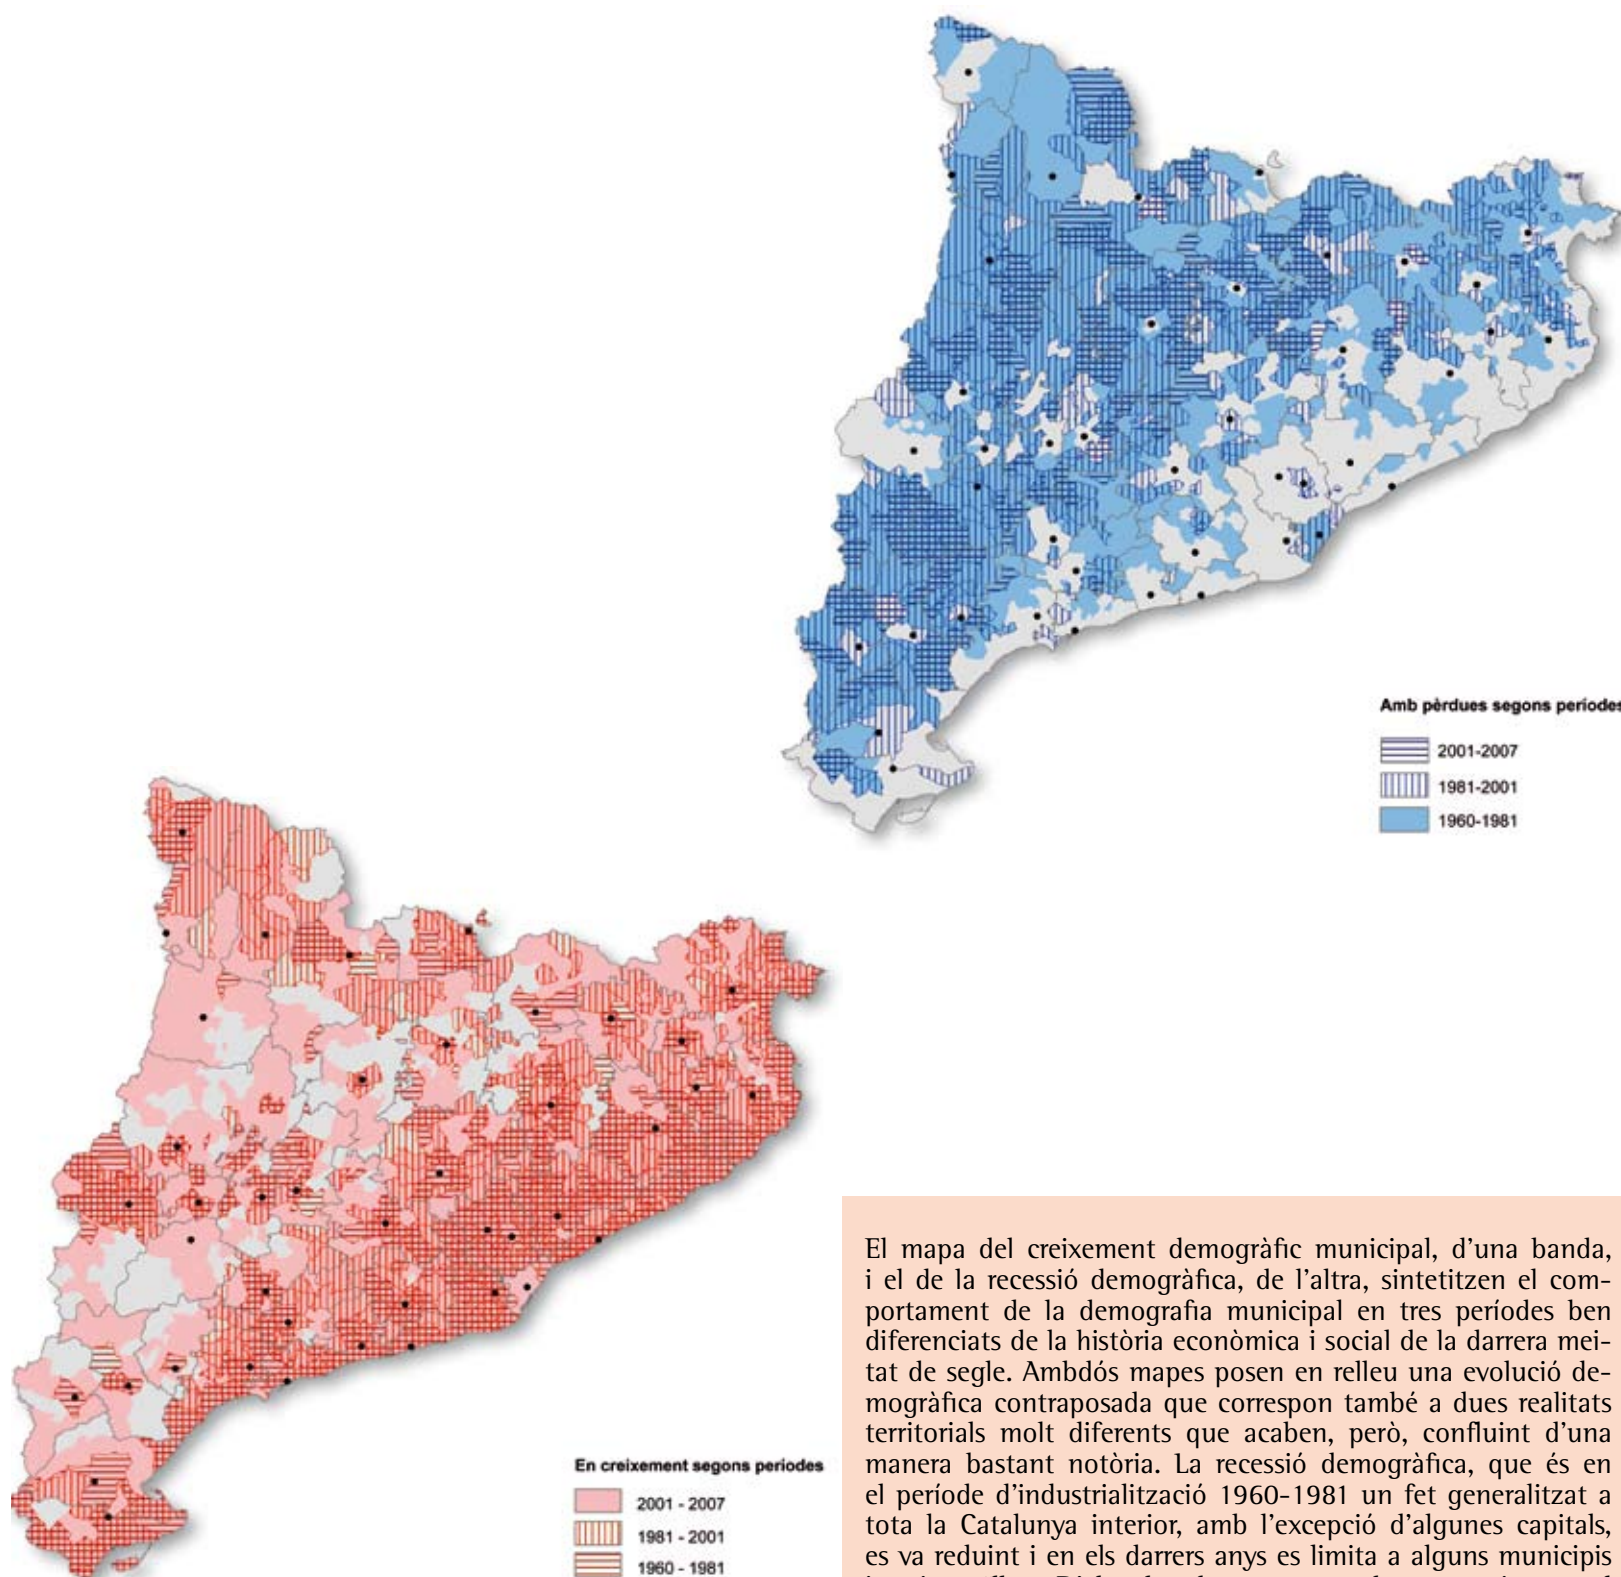 Amb pèrdues segons períodes
2001-2007
1981-2001
1960-1981
En creixement segons periodes
2001 - 2007
1981 - 2001
1960 - 1981
El mapa del creixement demogràfic municipal, d'una banda,
i el de la recessió demogràfica, de l'altra, sintetitzen el com-
portament de la demografia municipal en tres períodes ben
diferenciats de la història econòmica i social de la darrera mei-
tat de segle. Ambdós mapes posen en relleu una evolució de-
mogràfica contraposada que correspon també a dues realitats
territorials molt diferents que acaben, però, confluint d'una
manera bastant notòria. La recessió demogràfica, que és en
el període d'industrialització 1960-1981 un fet generalitzat a
tota la Catalunya interior, amb l'excepció d'algunes capitals,
es va reduint i en els darrers anys es limita a alguns municipis